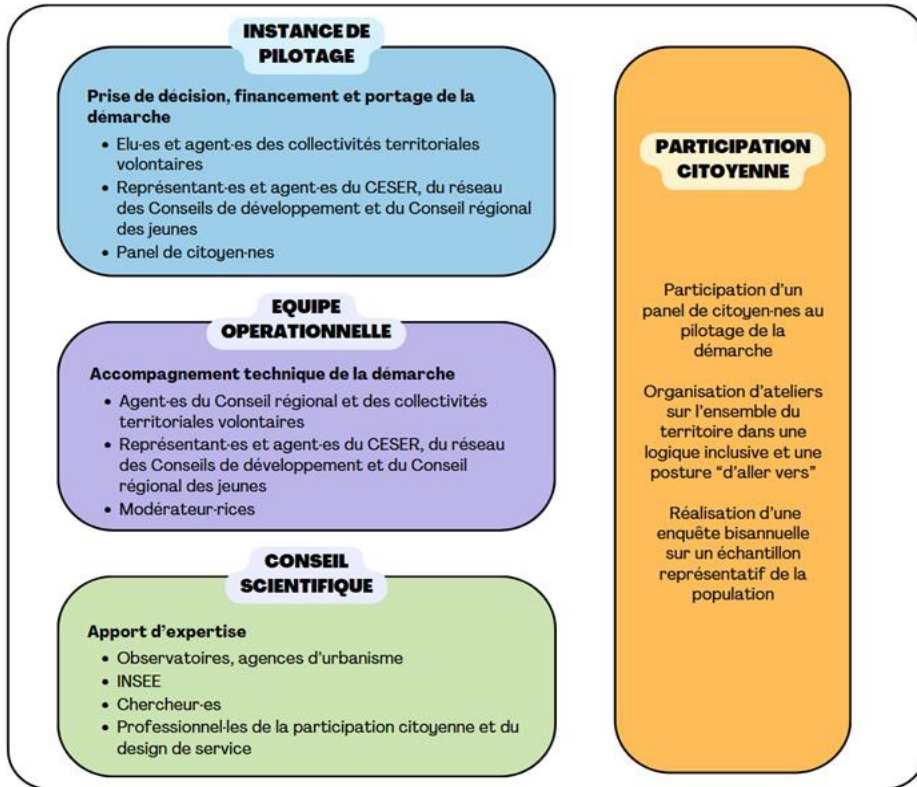 INSTANCE DE
PILOTAGE
Prise de décision, financement et portage de la
démarche
• Elu·es et agent·es des collectivités territoriales
volontaires
• Représentant·es et agent·es du CESER, du réseau
des Conseils de développement et du Conseil régional
des jeunes
• Panel de citoyen·nes
EQUIPE
OPERATIONNELLE
Accompagnement technique de la démarche
• Agent·es du Conseil régional et des collectivités
territoriales volontaires
• Représentant·es et agent·es du CESER, du réseau
des Conseils de développement et du Conseil
régional des jeunes
• Modérateur·rices
CONSEIL
SCIENTIFIQUE
Apport d’expertise
• Observatoires, agences d’urbanisme
• INSEE
• Chercheur·es
• Professionnel·les de la participation citoyenne et du
design de service
PARTICIPATION
CITOYENNE
Participation d’un
panel de citoyen·nes au
pilotage de la
démarche
Organisation d’ateliers
sur l’ensemble du
territoire dans une
logique inclusive et une
posture “d’aller vers”
Réalisation d’une
enquête bisannuelle
sur un échantillon
représentatif de la
population